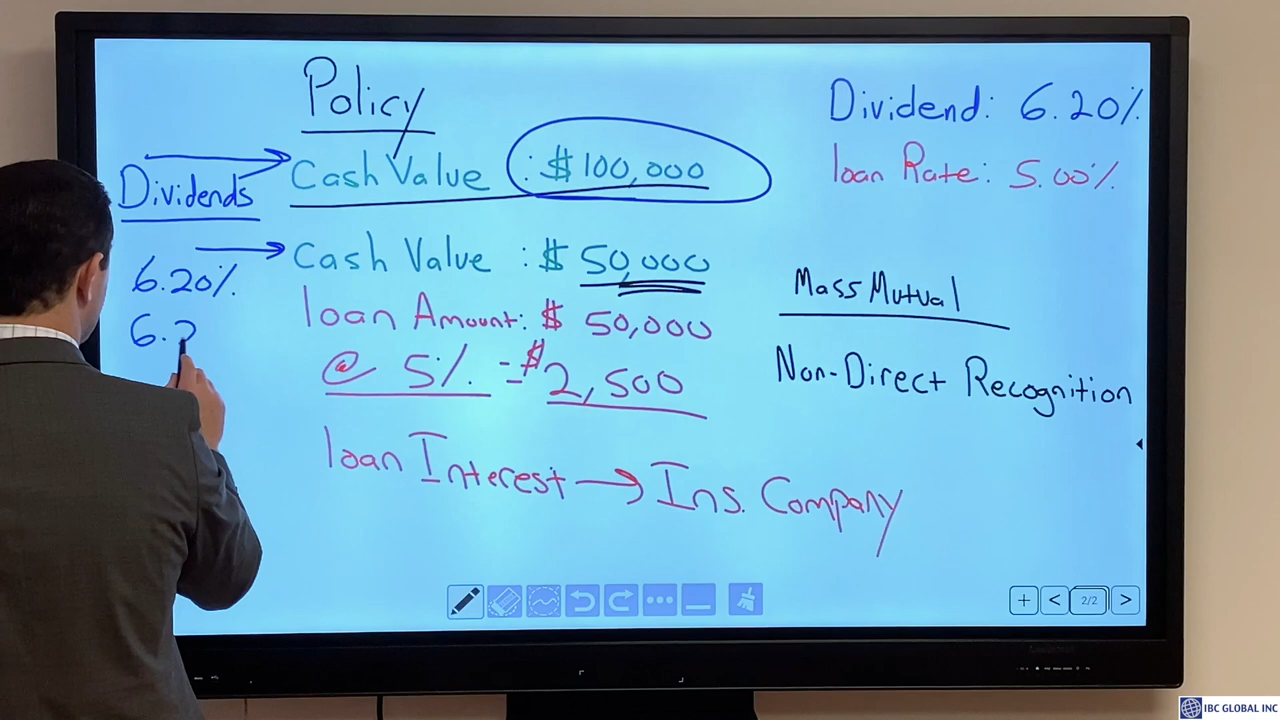 Policy
Dividend: 6.20%
Cash Value : $100,000
loan Rate: 5.00%
Dividends
Cash Value : $ 50,000
6.20%
Mass Mutual
loan Amount: $ 50,000
6.2
@ 5% = $2,500
Non-Direct Recognition
loan Interest → Ins. Company
2/2
IBC GLOBAL INC